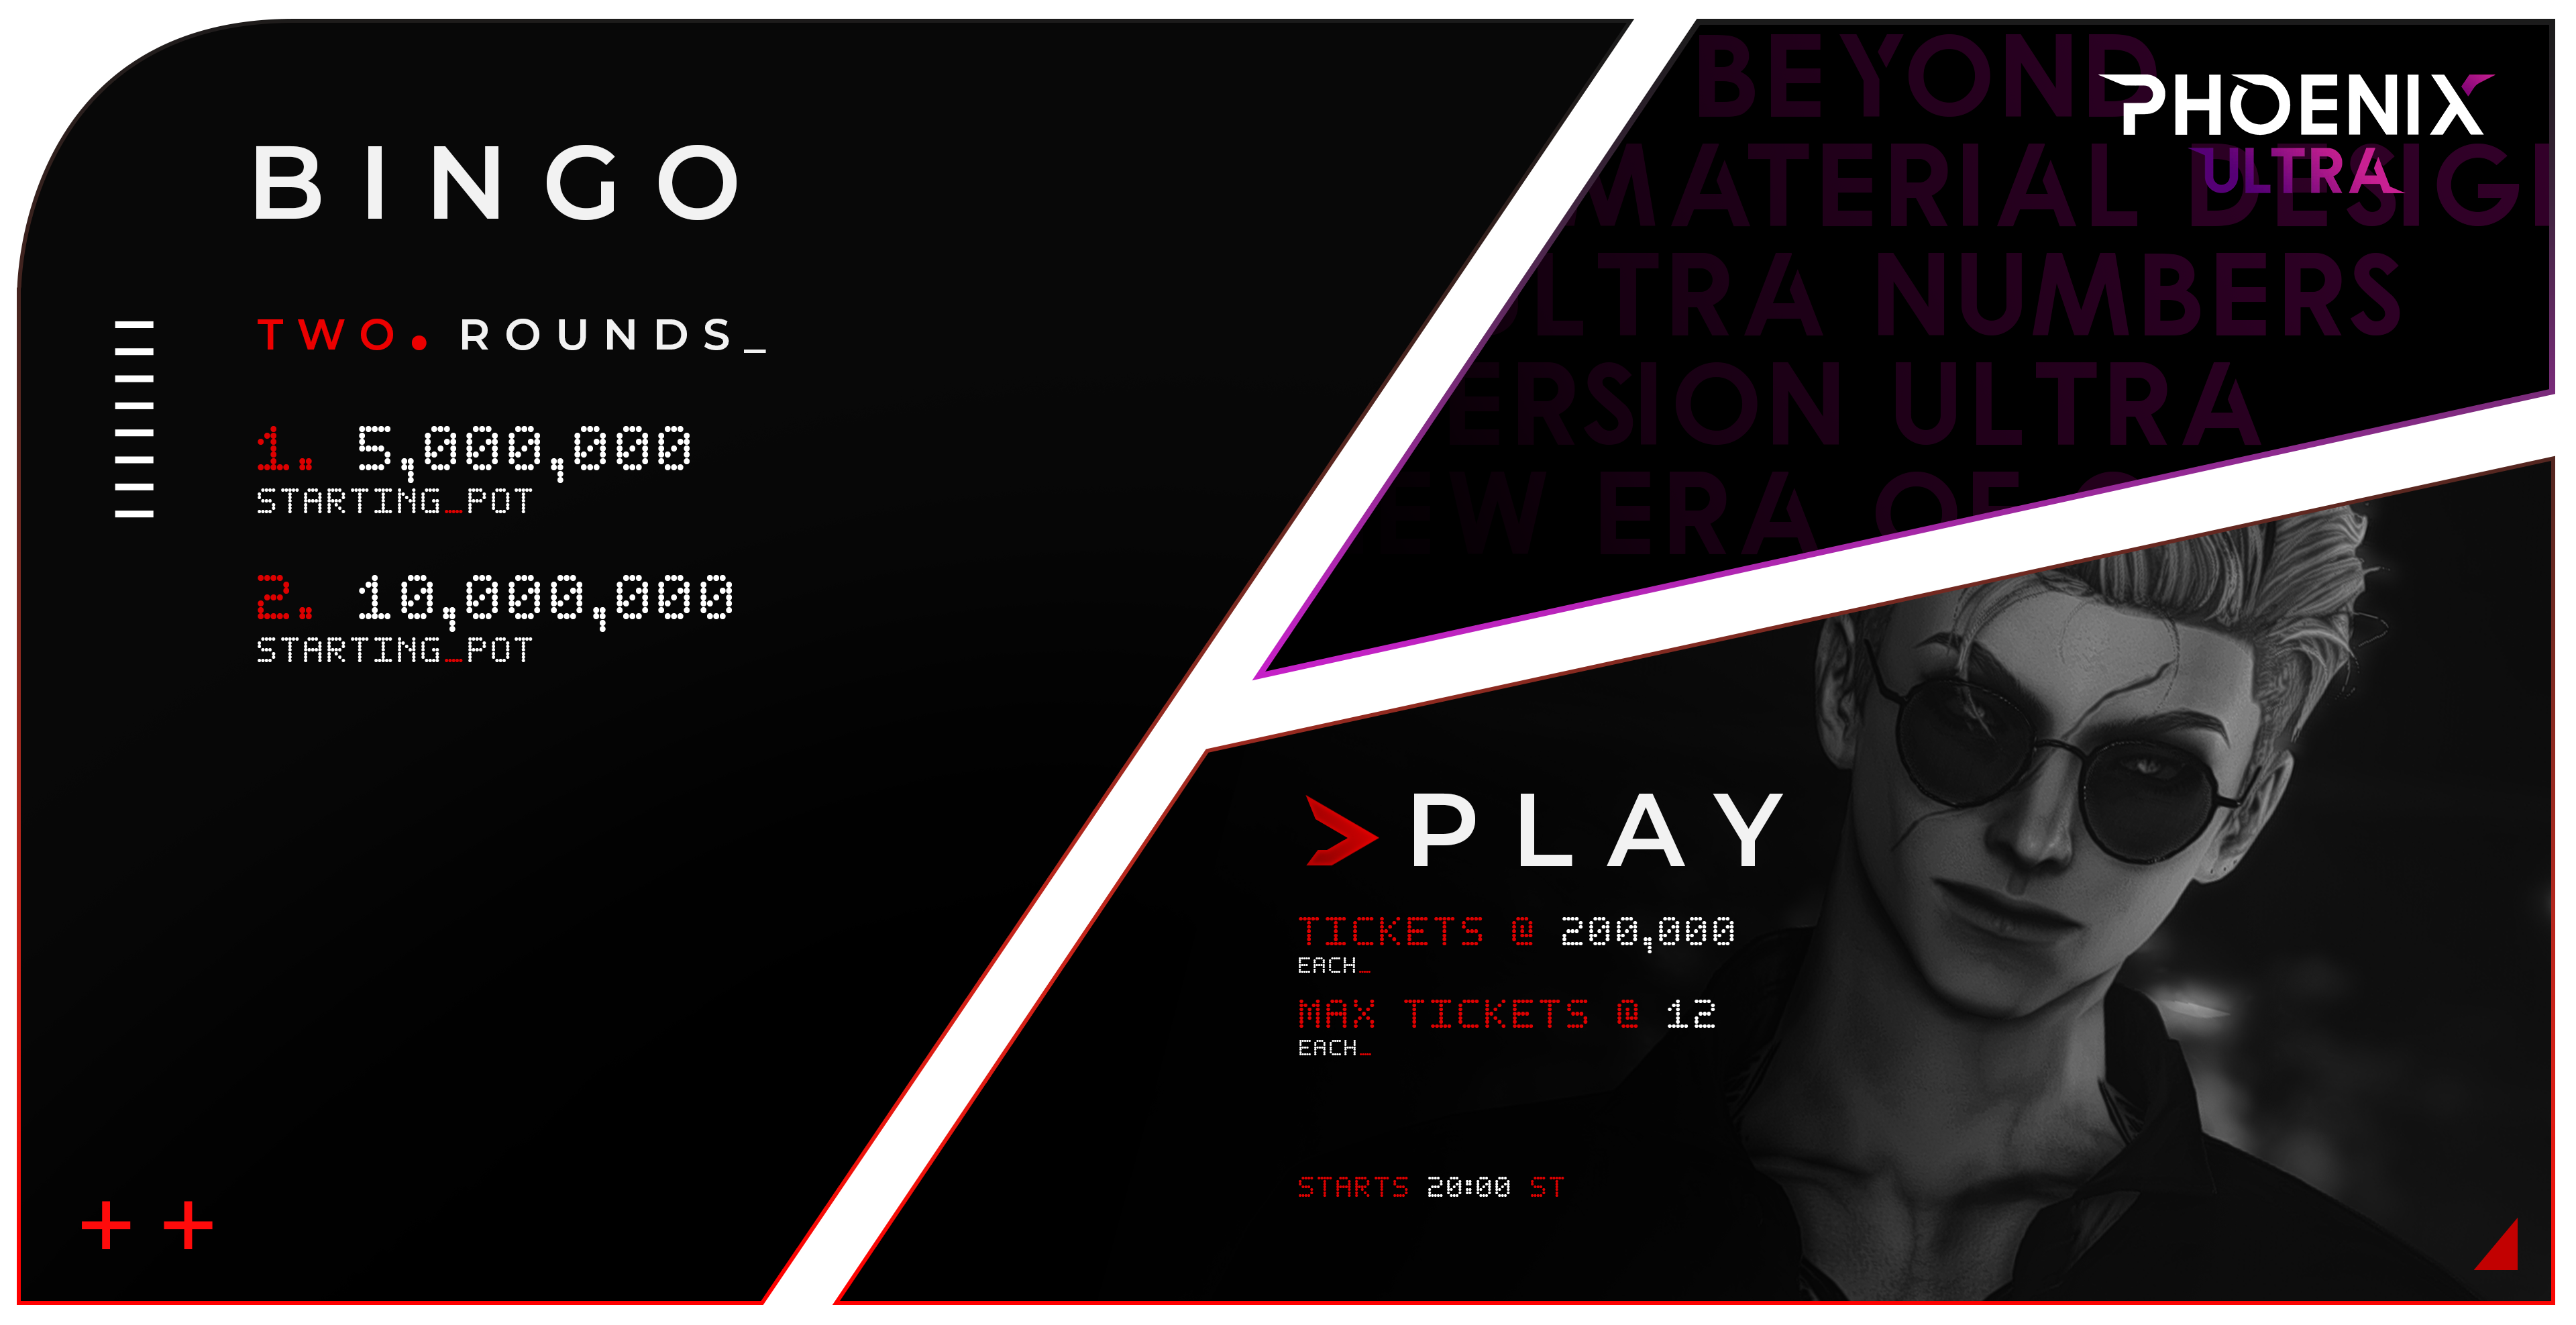 BINGO
TWO. ROUNDS_
1. 5,000,000
STARTING_POT
2. 10,000,000
STARTING_POT
PHOENIX
ULTRA
BEYOND
MATERIAL DESIG
ULTRA NUMBERS
ERSION ULTRA
EW ERA OF
>PLAY
TICKETS @ 200,000
EACH_
MAX TICKETS @ 12
EACH_
STARTS 20:00 ST
++